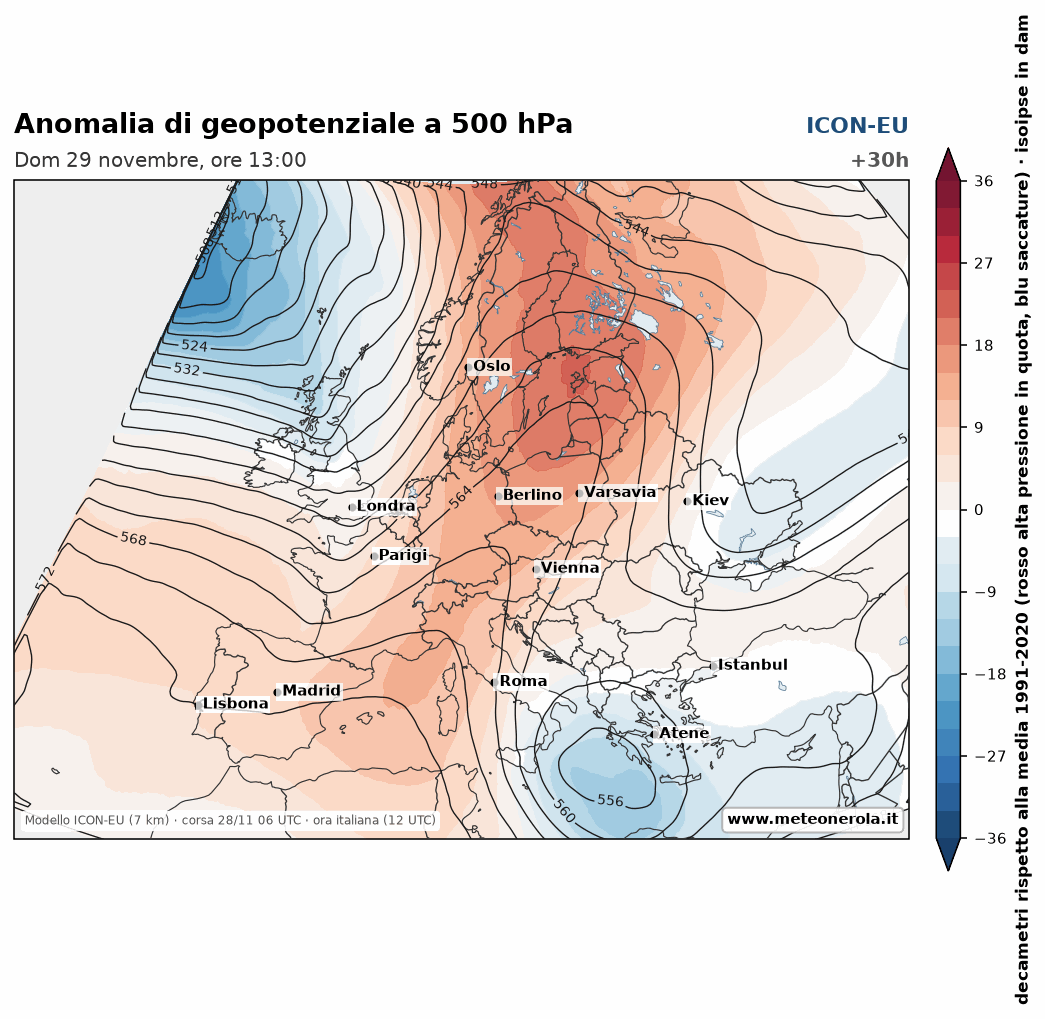 Anomalia di geopotenziale a 500 hPa
ICON-EU
Dom 29 novembre, ore 13:00
+30h
544
548
544
508
512
524
532
Oslo
564
Berlino
Varsavia
Kiev
Londra
568
Parigi
Vienna
572
Istanbul
Roma
Madrid
Lisbona
Atene
556
560
Modello ICON-EU (7 km) · corsa 28/11 06 UTC · ora italiana (12 UTC)
www.meteonerola.it
36
27
18
9
0
−9
−18
−27
−36
decametri rispetto alla media 1991-2020 (rosso alta pressione in quota, blu saccature) · isoipse in dam